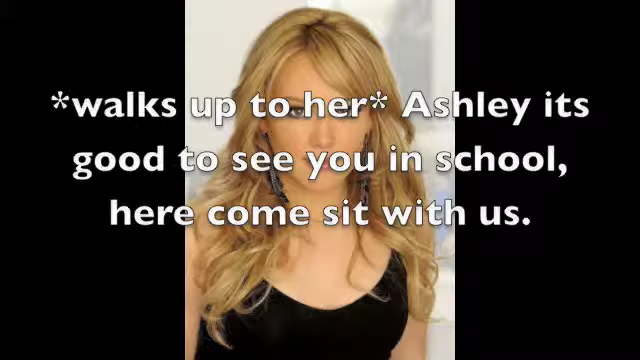 *walks up to her* Ashley its
good to see you in school,
here come sit with us.